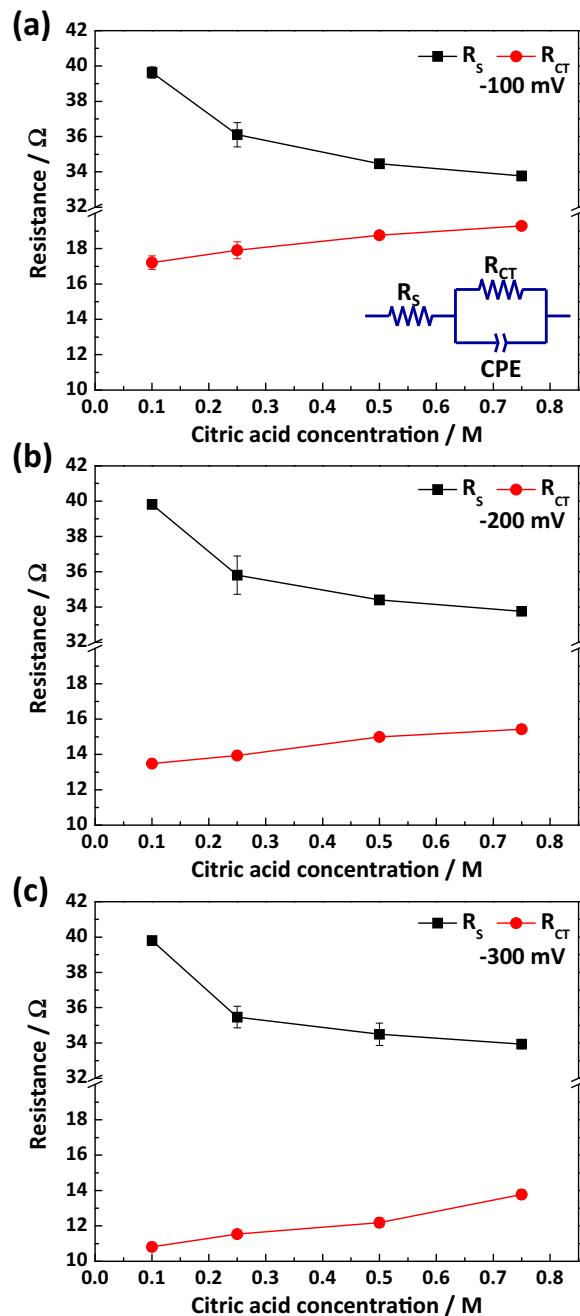 (a)
R_S R_CT
-100 mV
42
40
38
36
34
32
18
16
14
12
10
Resistance / Ω
R_S
R_CT
CPE
0.0 0.1 0.2 0.3 0.4 0.5 0.6 0.7 0.8
Citric acid concentration / M
(b)
R_S R_CT
-200 mV
42
40
38
36
34
32
18
16
14
12
10
Resistance / Ω
0.0 0.1 0.2 0.3 0.4 0.5 0.6 0.7 0.8
Citric acid concentration / M
(c)
R_S R_CT
-300 mV
42
40
38
36
34
32
18
16
14
12
10
Resistance / Ω
0.0 0.1 0.2 0.3 0.4 0.5 0.6 0.7 0.8
Citric acid concentration / M